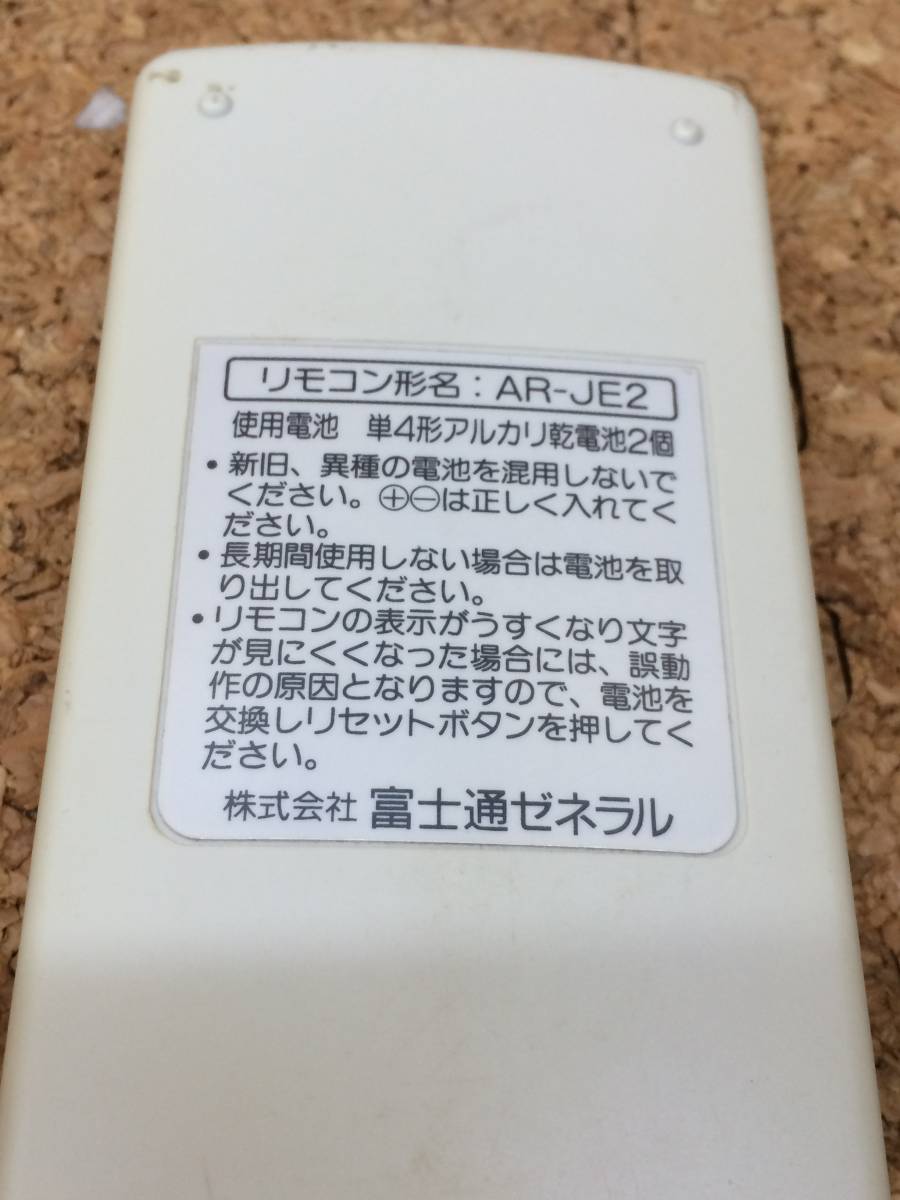 リモコン形名：AR-JE2
使用電池　単4形アルカリ乾電池2個
・新旧、異種の電池を混用しないで
ください。⊕⊖は正しく入れてく
ださい。
・長期間使用しない場合は電池を取
り出してください。
・リモコンの表示がうすくなり文字
が見にくくなった場合には、誤動
作の原因となりますので、電池を
交換しリセットボタンを押してく
ださい。
株式会社 富士通ゼネラル